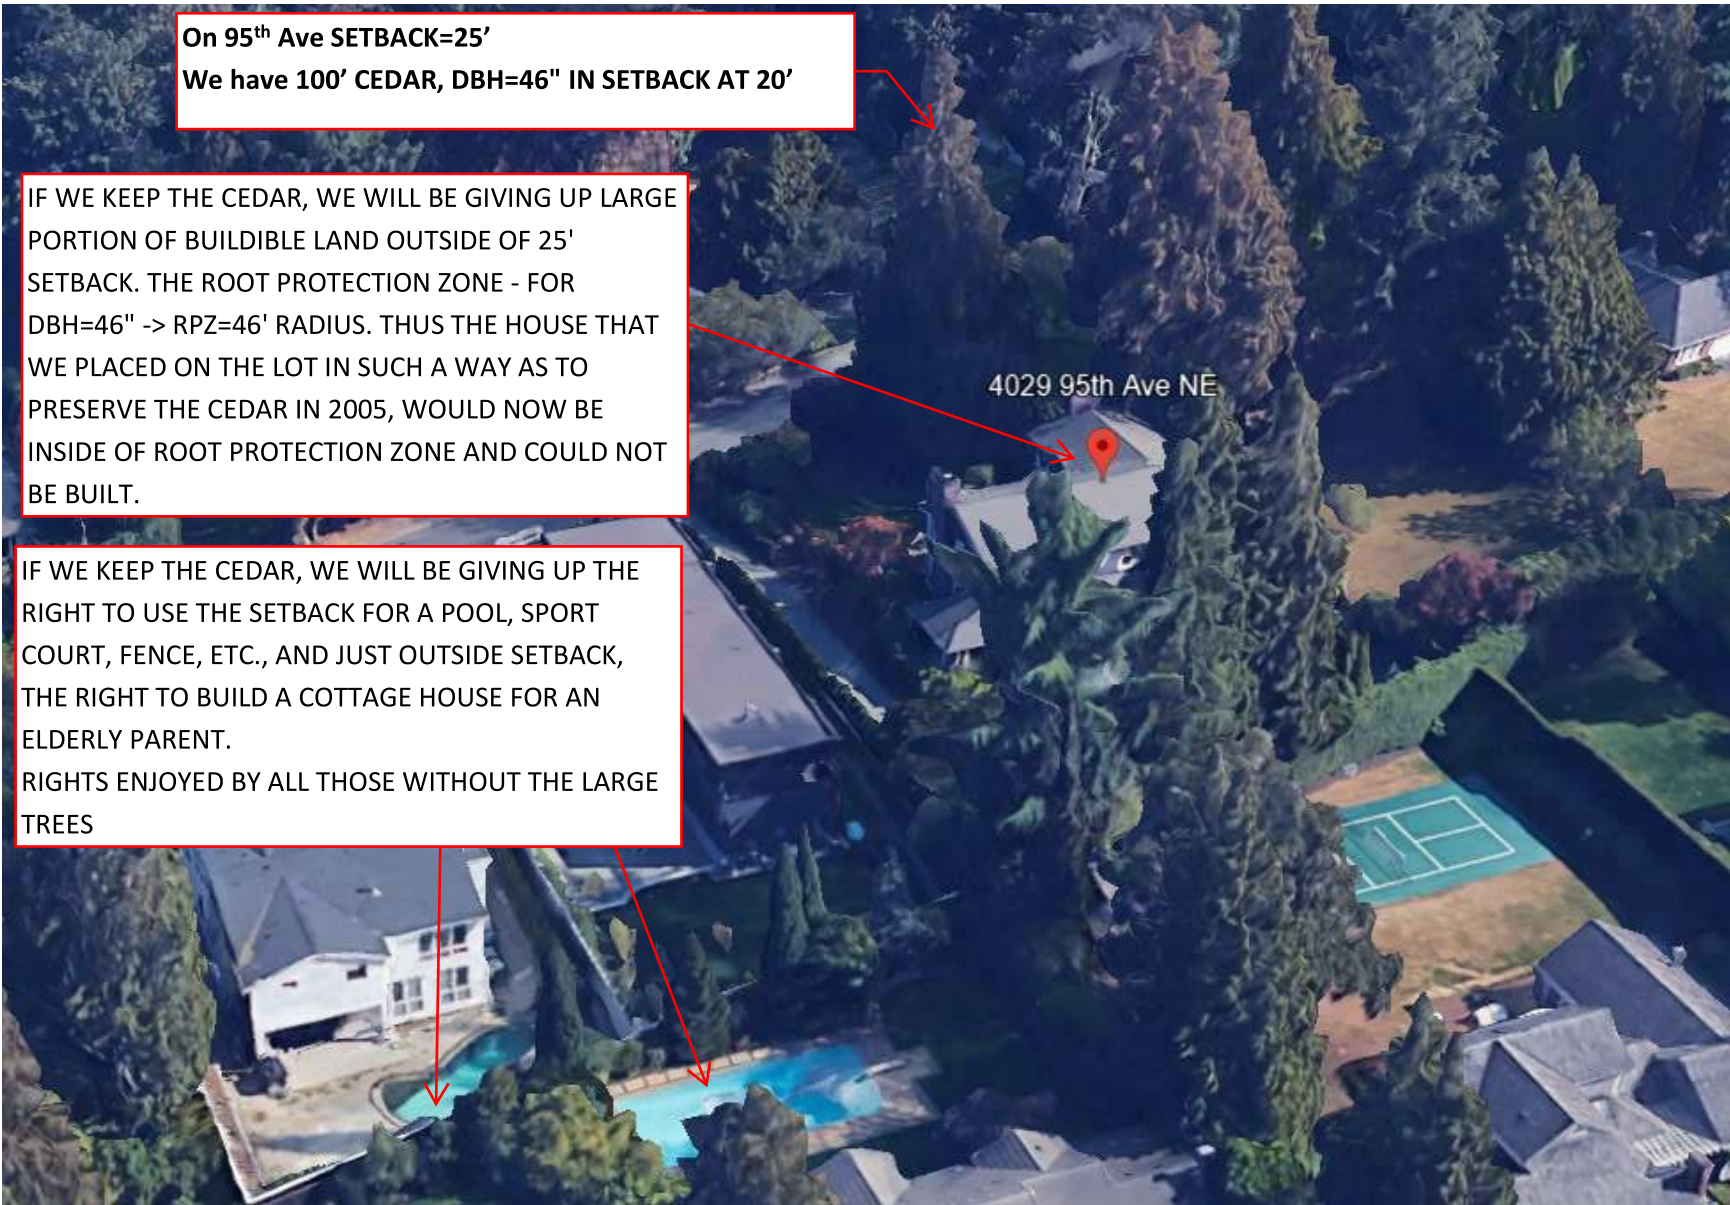 On 95th Ave SETBACK=25’
We have 100’ CEDAR, DBH=46" IN SETBACK AT 20’
IF WE KEEP THE CEDAR, WE WILL BE GIVING UP LARGE
PORTION OF BUILDIBLE LAND OUTSIDE OF 25'
SETBACK. THE ROOT PROTECTION ZONE - FOR
DBH=46" -> RPZ=46' RADIUS. THUS THE HOUSE THAT
WE PLACED ON THE LOT IN SUCH A WAY AS TO
PRESERVE THE CEDAR IN 2005, WOULD NOW BE
INSIDE OF ROOT PROTECTION ZONE AND COULD NOT
BE BUILT.
4029 95th Ave NE
IF WE KEEP THE CEDAR, WE WILL BE GIVING UP THE
RIGHT TO USE THE SETBACK FOR A POOL, SPORT
COURT, FENCE, ETC., AND JUST OUTSIDE SETBACK,
THE RIGHT TO BUILD A COTTAGE HOUSE FOR AN
ELDERLY PARENT.
RIGHTS ENJOYED BY ALL THOSE WITHOUT THE LARGE
TREES